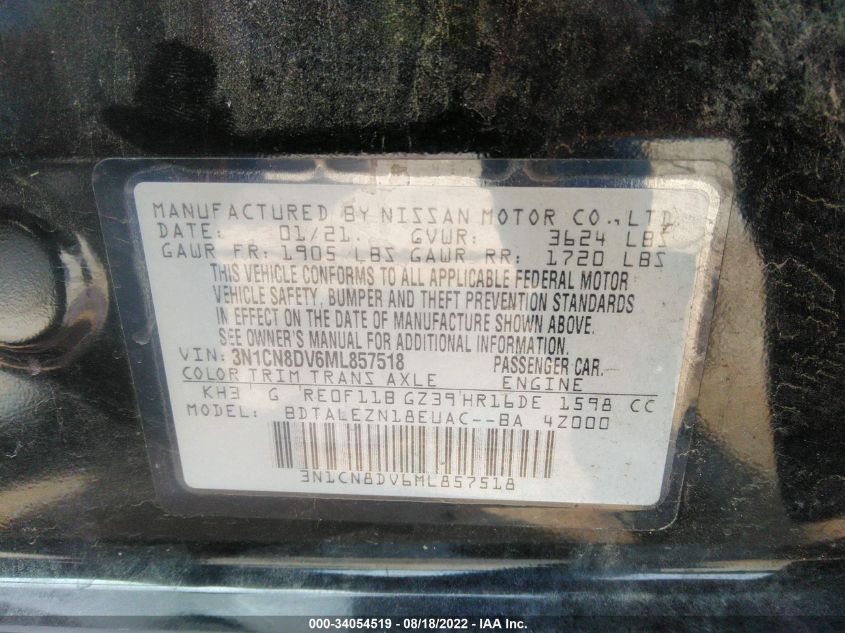 MANUFACTURED BY NISSAN MOTOR CO.,LTD
DATE: 01/21. GVWR: 3624 LBS
GAWR FR: 1905 LBS GAWR RR: 1720 LBS
THIS VEHICLE CONFORMS TO ALL APPLICABLE FEDERAL MOTOR
VEHICLE SAFETY, BUMPER AND THEFT PREVENTION STANDARDS
IN EFFECT ON THE DATE OF MANUFACTURE SHOWN ABOVE.
SEE OWNER'S MANUAL FOR ADDITIONAL INFORMATION.
VIN: 3N1CN8DV6ML857518 PASSENGER CAR.
COLOR TRIM TRANS AXLE ENGINE
KH3 G RE0F11B GZ39 HR16DE 1598 CC
MODEL: BDTALEZN18EUAC--BA 4Z000
3N1CN8DV6ML857518
000-34054519 / 08/18/2022 - IAA Inc.